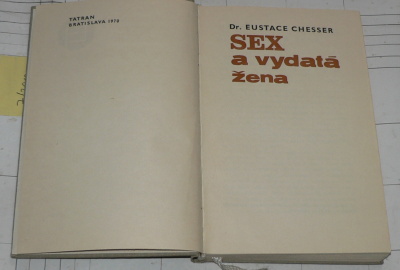 TATRAN
BRATISLAVA 1970
Dr. EUSTACE CHESSER
SEX
a vydatá
žena